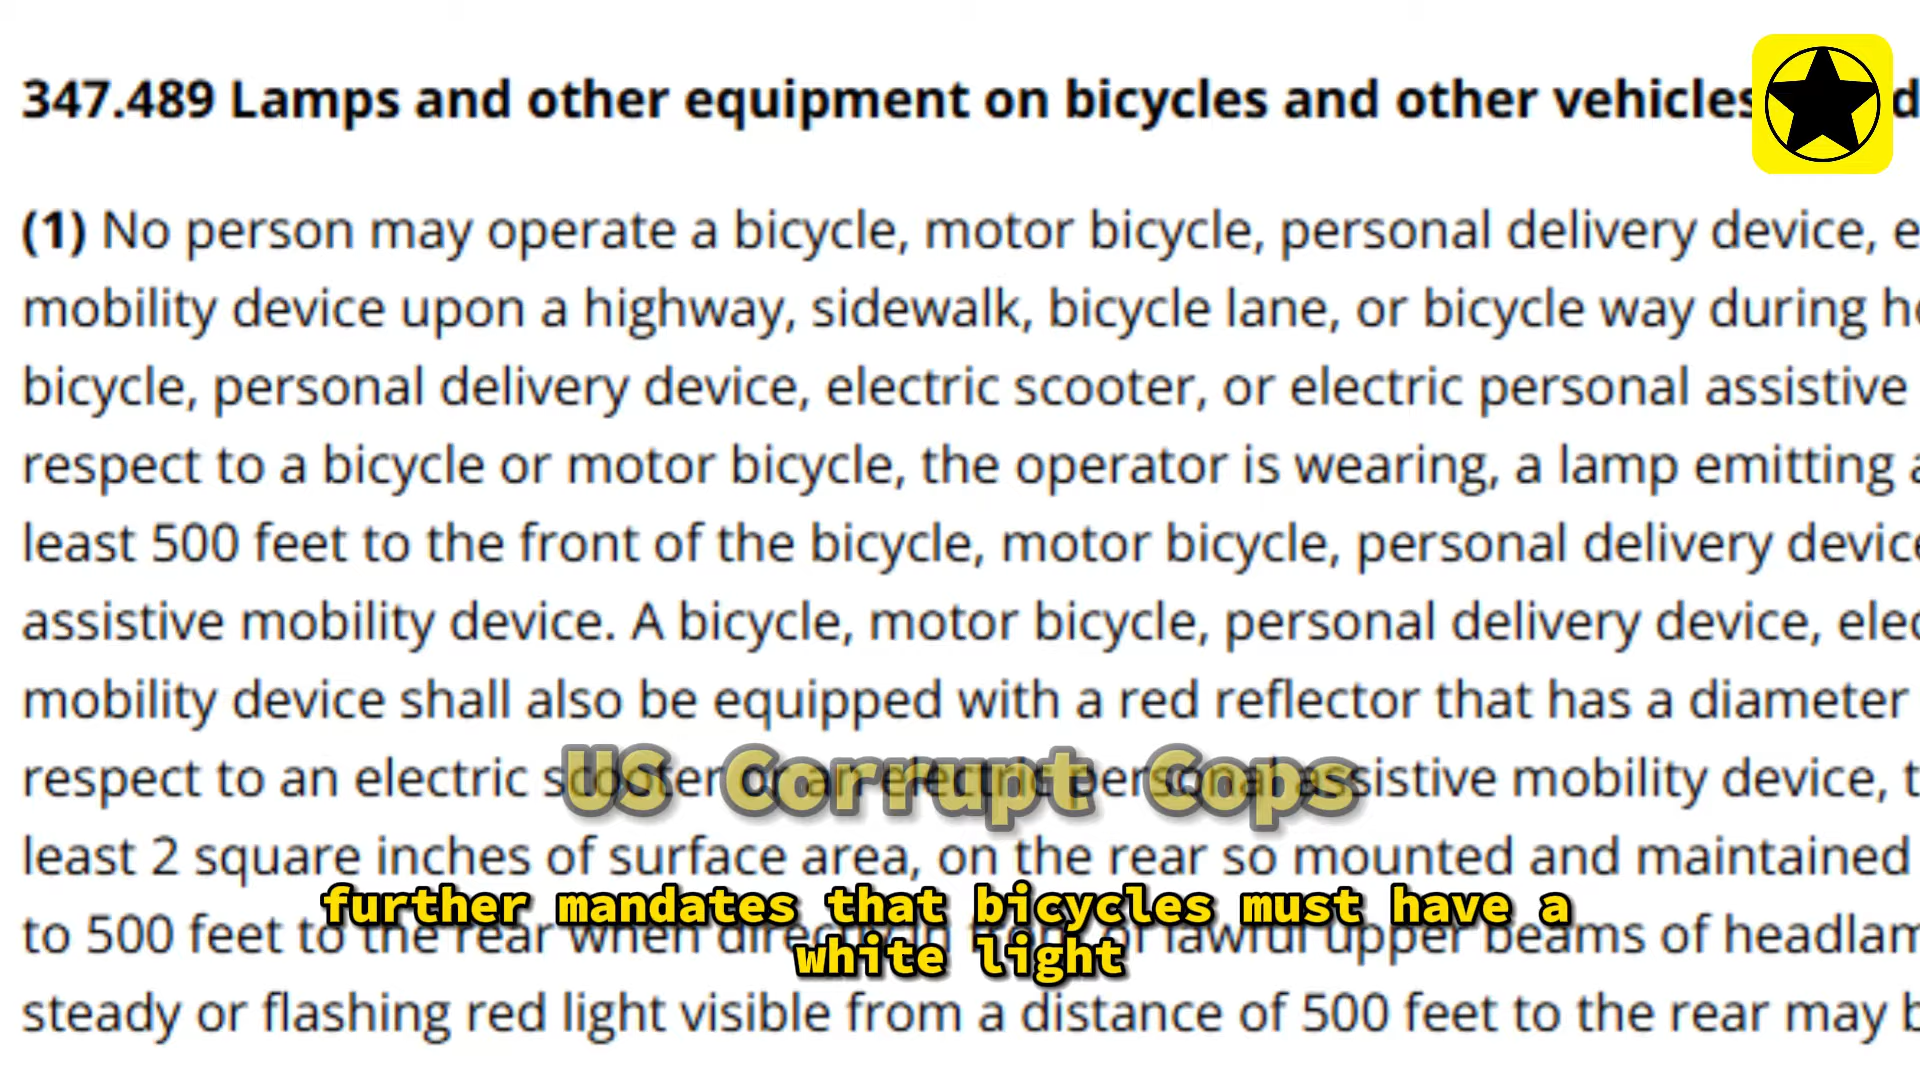 347.489 Lamps and other equipment on bicycles and other vehicles
(1) No person may operate a bicycle, motor bicycle, personal delivery device, e
mobility device upon a highway, sidewalk, bicycle lane, or bicycle way during h
bicycle, personal delivery device, electric scooter, or electric personal assistive
respect to a bicycle or motor bicycle, the operator is wearing, a lamp emitting a
least 500 feet to the front of the bicycle, motor bicycle, personal delivery device
assistive mobility device. A bicycle, motor bicycle, personal delivery device, elec
mobility device shall also be equipped with a red reflector that has a diameter
respect to an electric scooter or an electric personal assistive mobility device, t
US Corrupt Cops
least 2 square inches of surface area, on the rear so mounted and maintained
further mandates that bicycles must have a
to 500 feet to the rear when of lawful upper beams of headlam
white light
steady or flashing red light visible from a distance of 500 feet to the rear may b